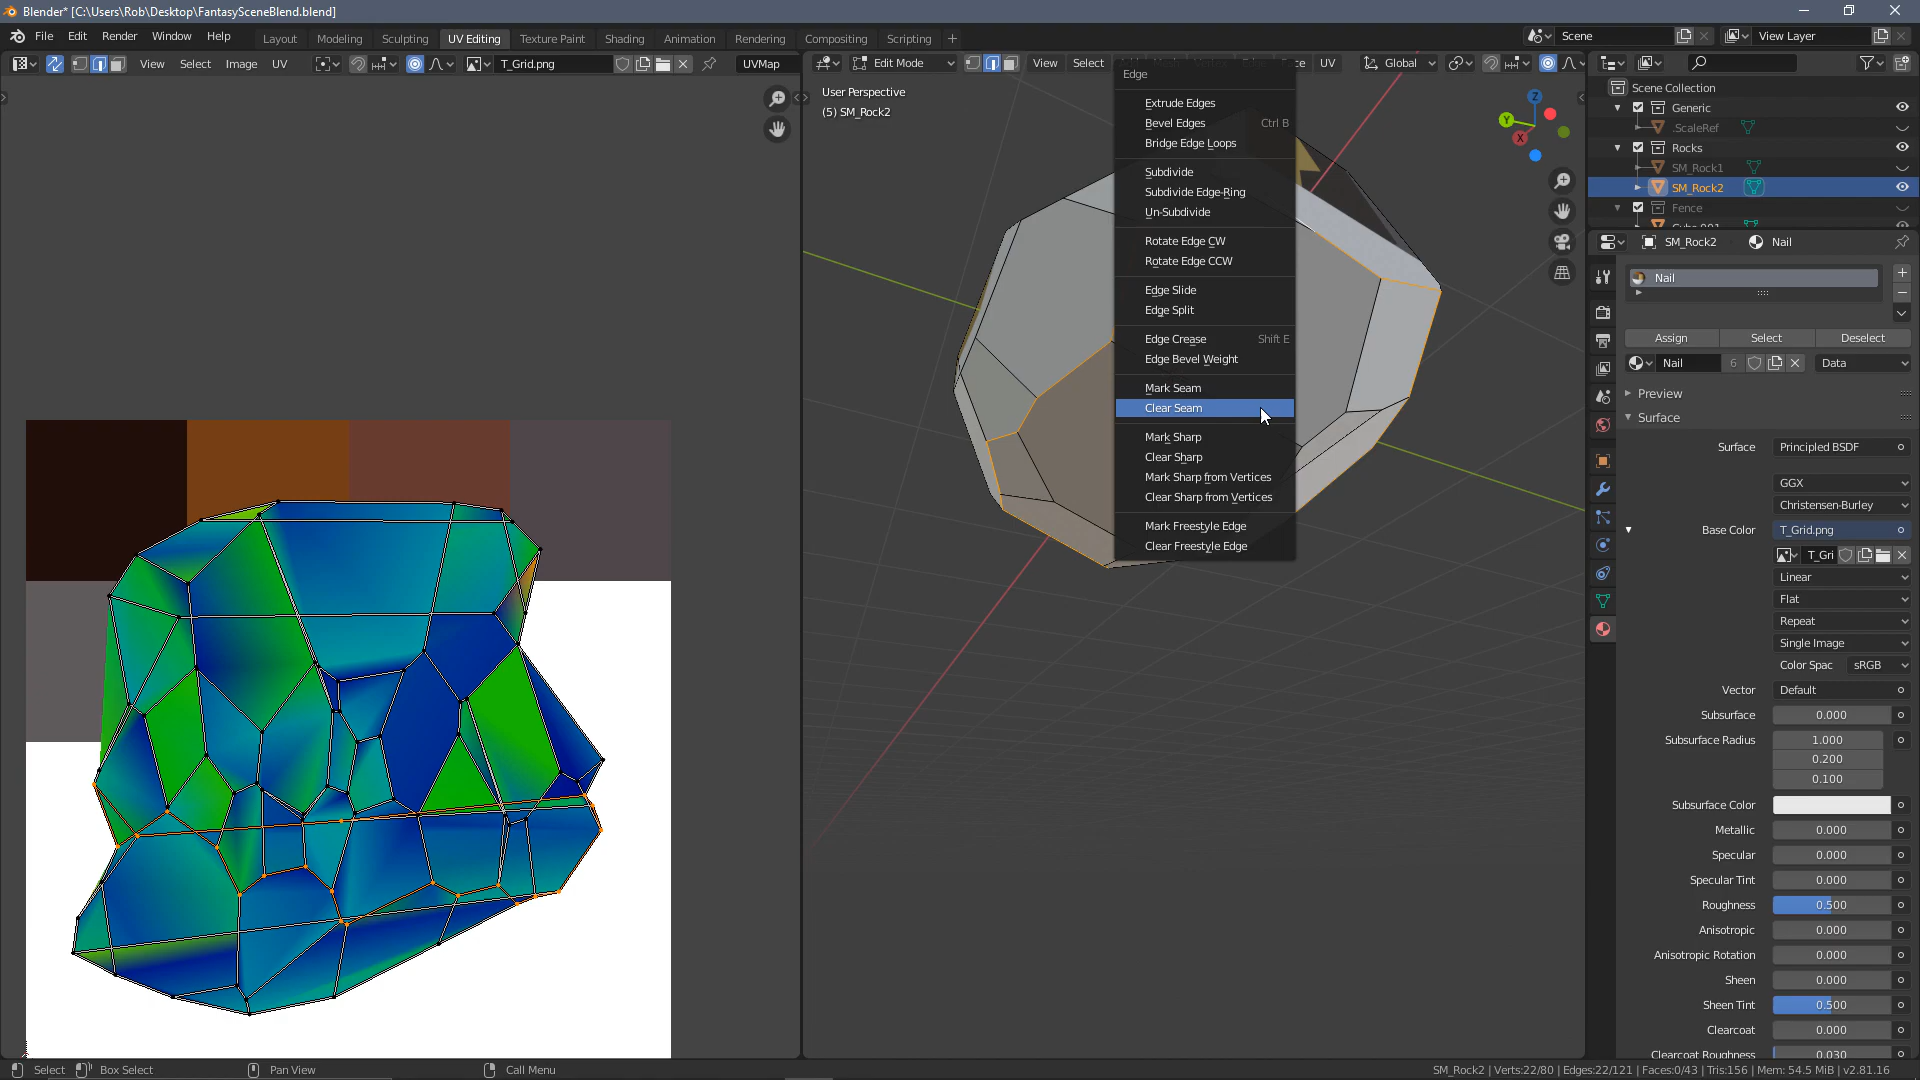 Blender* [C:\Users\Rob\Desktop\FantasySceneBlend.blend]
File Edit Render Window Help Layout Modeling Sculpting UV Editing Texture Paint Shading Animation Rendering Compositing Scripting + Scene View Layer
View Select Image UV T_Grid.png UVMap
Edit Mode View Select UV Global
User Perspective
(5) SM_Rock2
Z
Y
X
Edge
Extrude Edges
Bevel Edges Ctrl B
Bridge Edge Loops
Subdivide
Subdivide Edge-Ring
Un-Subdivide
Rotate Edge CW
Rotate Edge CCW
Edge Slide
Edge Split
Edge Crease Shift E
Edge Bevel Weight
Mark Seam
Clear Seam
Mark Sharp
Clear Sharp
Mark Sharp from Vertices
Clear Sharp from Vertices
Mark Freestyle Edge
Clear Freestyle Edge
Scene Collection
Generic
.ScaleRef
Rocks
SM_Rock1
SM_Rock2
Fence
SM_Rock2 Nail
Nail
Assign Select Deselect
Nail 6 Data
Preview
Surface
Surface Principled BSDF
GGX
Christensen-Burley
Base Color T_Grid.png
T_Gri
Linear
Flat
Repeat
Single Image
Color Spac sRGB
Vector Default
Subsurface 0.000
Subsurface Radius 1.000
0.200
0.100
Subsurface Color
Metallic 0.000
Specular 0.000
Specular Tint 0.000
Roughness 0.500
Anisotropic 0.000
Anisotropic Rotation 0.000
Sheen 0.000
Sheen Tint 0.500
Clearcoat 0.000
Clearcoat Roughness 0.030
Select Box Select Pan View Call Menu SM_Rock2 | Verts:22/80 | Edges:22/121 | Faces:0/43 | Tris:156 | Mem: 54.5 MiB | v2.81.16